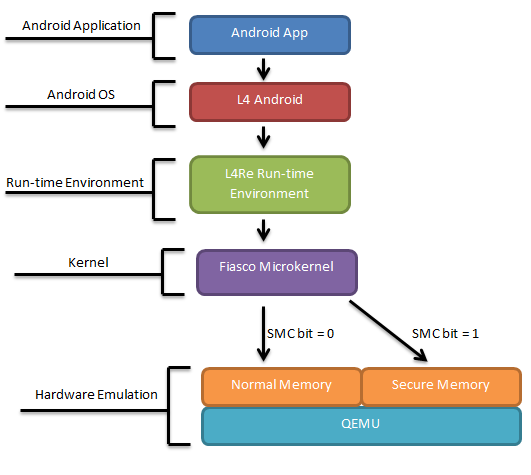 Android Application
Android App
Android OS
L4 Android
Run-time Environment
L4Re Run-time
Environment
Kernel
Fiasco Microkernel
SMC bit = 0
SMC bit = 1
Hardware Emulation
Normal Memory
Secure Memory
QEMU